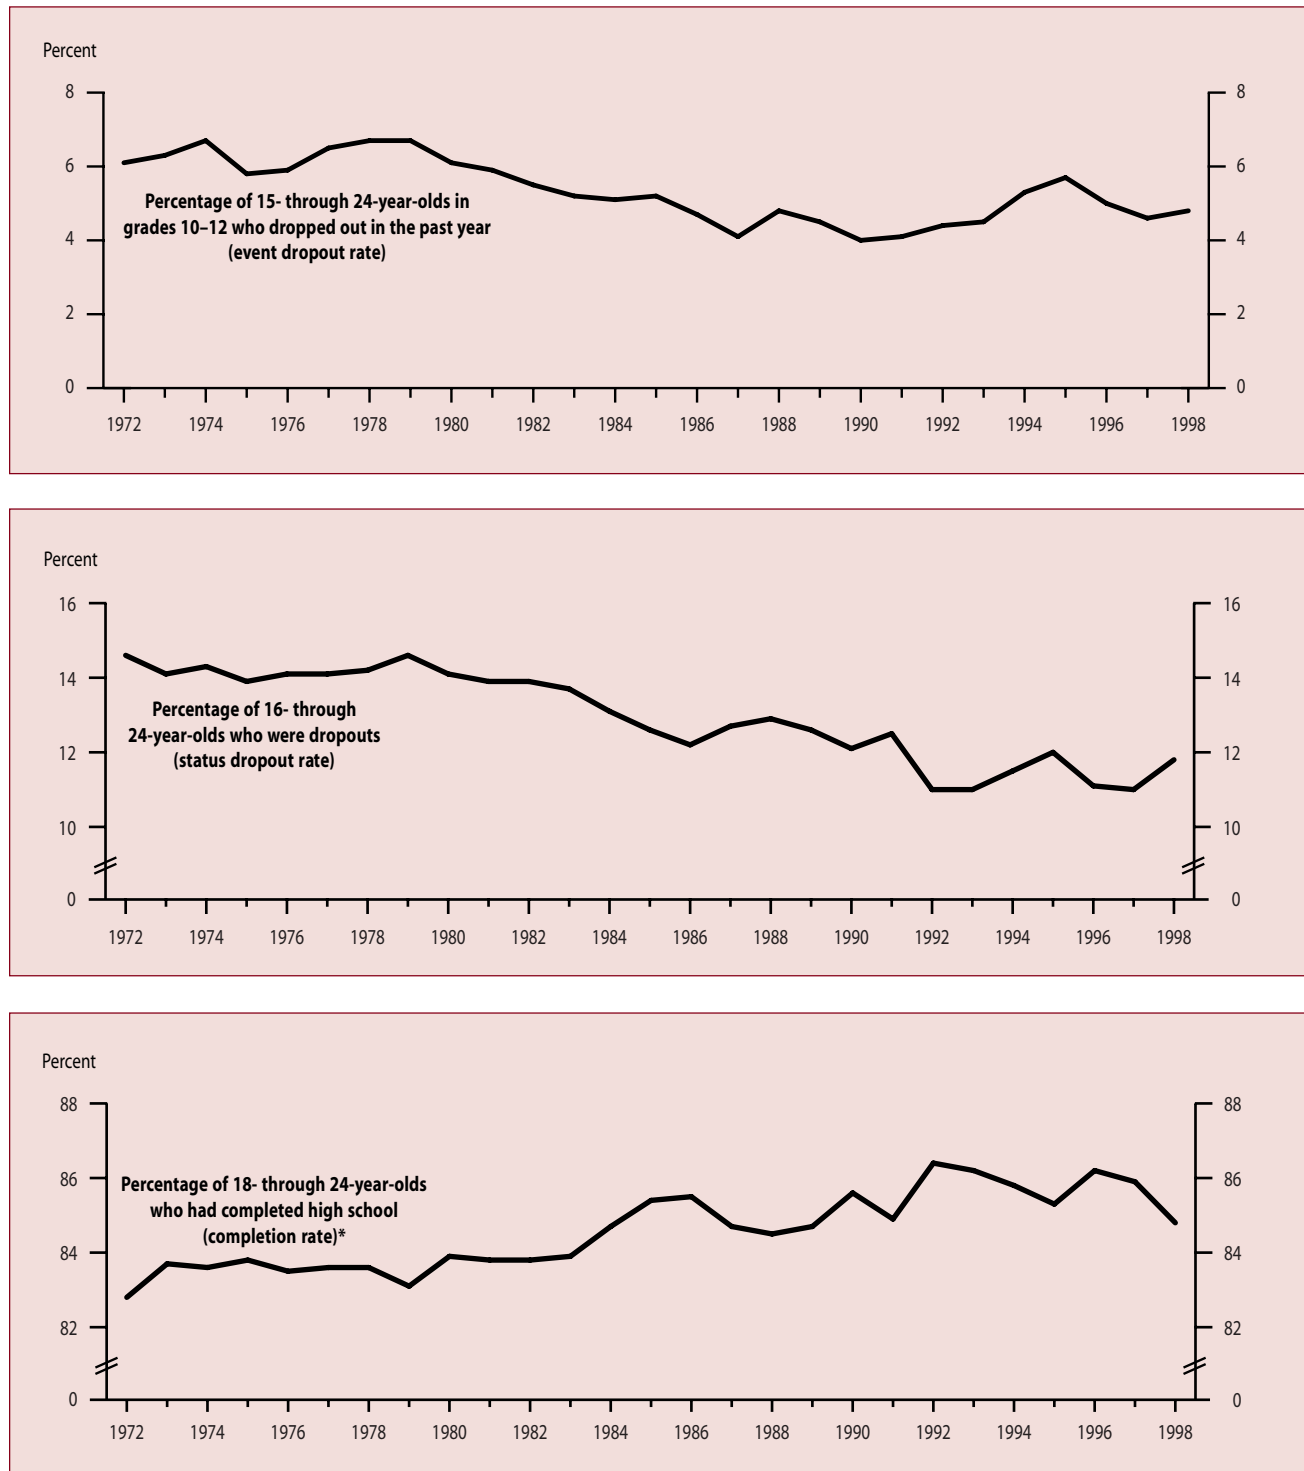 Percent
8 8
6 6
Percentage of 15- through 24-year-olds in
grades 10–12 who dropped out in the past year
4 4
(event dropout rate)
2 2
0 0
1972 1974 1976 1978 1980 1982 1984 1986 1988 1990 1992 1994 1996 1998
Percent
16 16
14 14
Percentage of 16- through
24-year-olds who were dropouts
12 12
(status dropout rate)
10 10
0 0
1972 1974 1976 1978 1980 1982 1984 1986 1988 1990 1992 1994 1996 1998
Percent
88 88
86 86
Percentage of 18- through 24-year-olds
who had completed high school
(completion rate)*
84 84
82 82
0 0
1972 1974 1976 1978 1980 1982 1984 1986 1988 1990 1992 1994 1996 1998